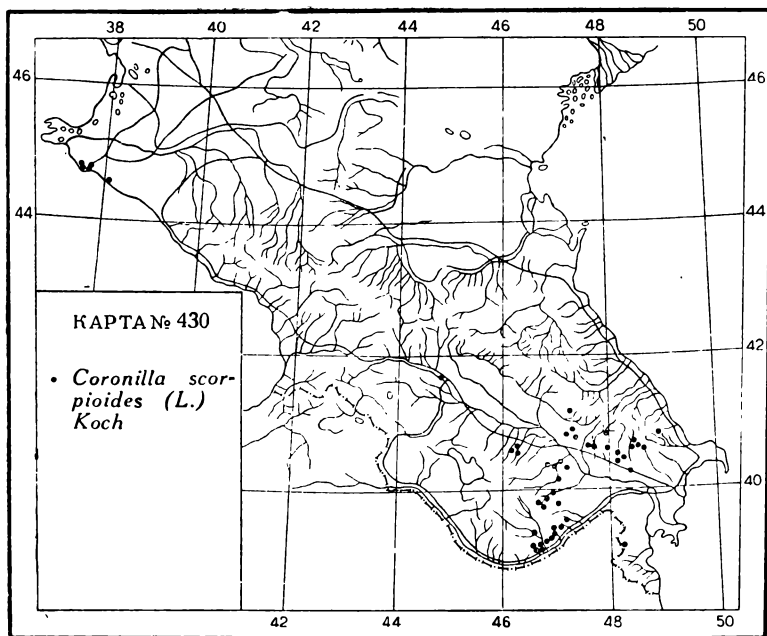 38 40 42 44 46 48 50
46 46
44 44
42
40
КАРТА № 430
• Coronilla scor-
pioides (L.)
Koch
42 44 46 48 50